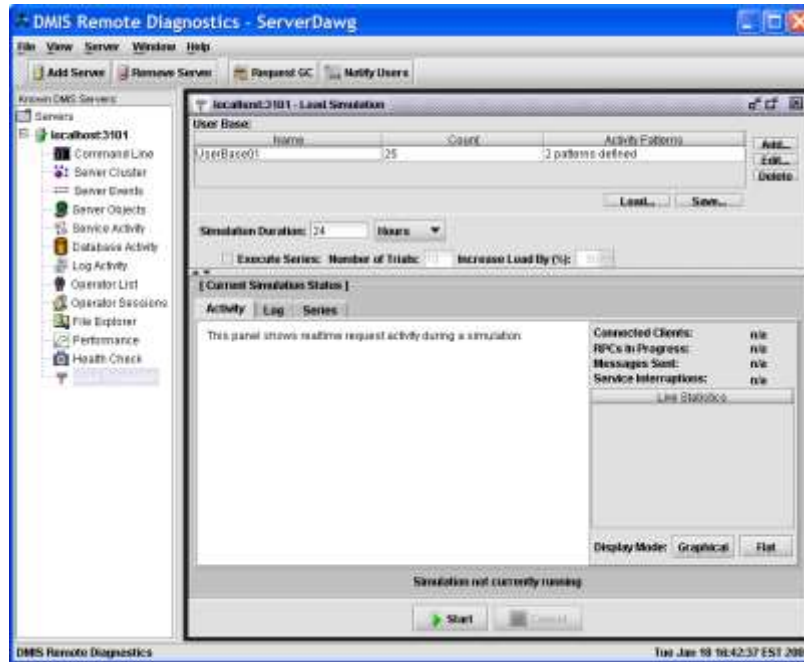 DMIS Remote Diagnostics - ServerDawg
File View Server Window Help
Add Server Remove Server Request GC Notify Users
Known DMIS Servers:
Servers
localhost:3101
Command Line
Server Cluster
Server Events
Server Objects
Service Activity
Database Activity
Log Activity
Operator List
Operator Sessions
File Explorer
Performance
Health Check
localhost:3101 - Load Simulation
User Base:
Name Count Activity Patterns
UserBase01 25 2 patterns defined
Add...
Edit...
Delete
Load... Save...
Simulation Duration: 24 Hours
Execute Series: Number of Trials: Increase Load By (%):
[ Current Simulation Status ]
Activity Log Series
This panel shows realtime request activity during a simulation
Connected Clients: n/a
RPCs in Progress: n/a
Messages Sent: n/a
Service Interruptions: n/a
Live Statistics
Display Mode: Graphical Flat
Simulation not currently running
Start Cancel
DMIS Remote Diagnostics
Tue Jan 18 16:42:37 EST 200